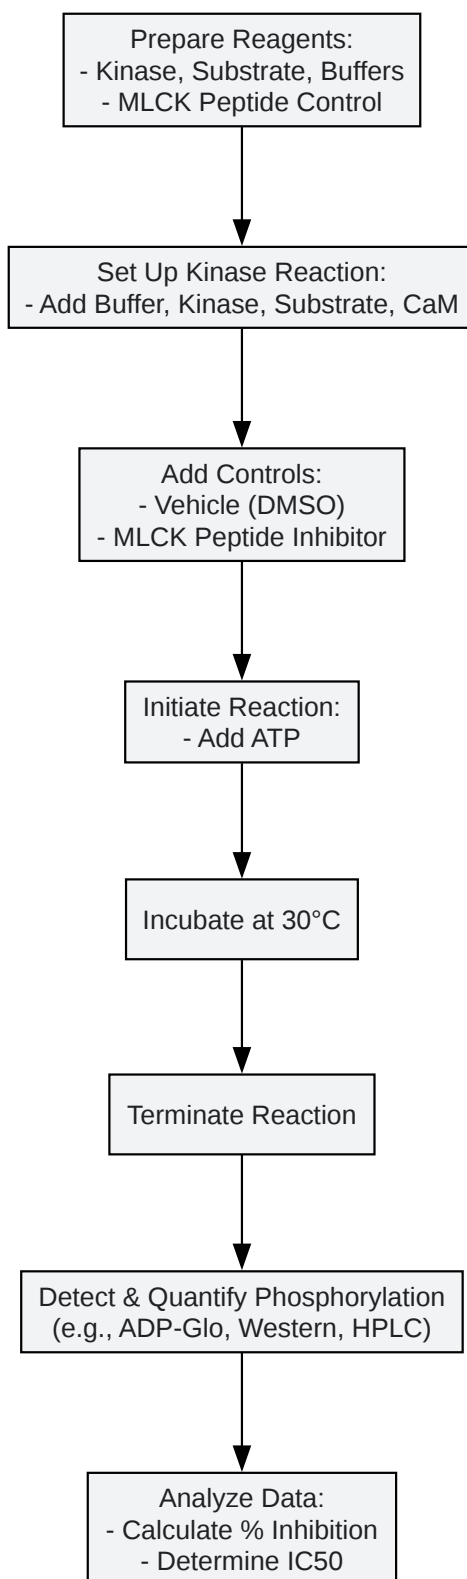 Prepare Reagents:
- Kinase, Substrate, Buffers
- MLCK Peptide Control
Set Up Kinase Reaction:
- Add Buffer, Kinase, Substrate, CaM
Add Controls:
- Vehicle (DMSO)
- MLCK Peptide Inhibitor
Initiate Reaction:
- Add ATP
Incubate at 30°C
Terminate Reaction
Detect & Quantify Phosphorylation
(e.g., ADP-Glo, Western, HPLC)
Analyze Data:
- Calculate % Inhibition
- Determine IC50